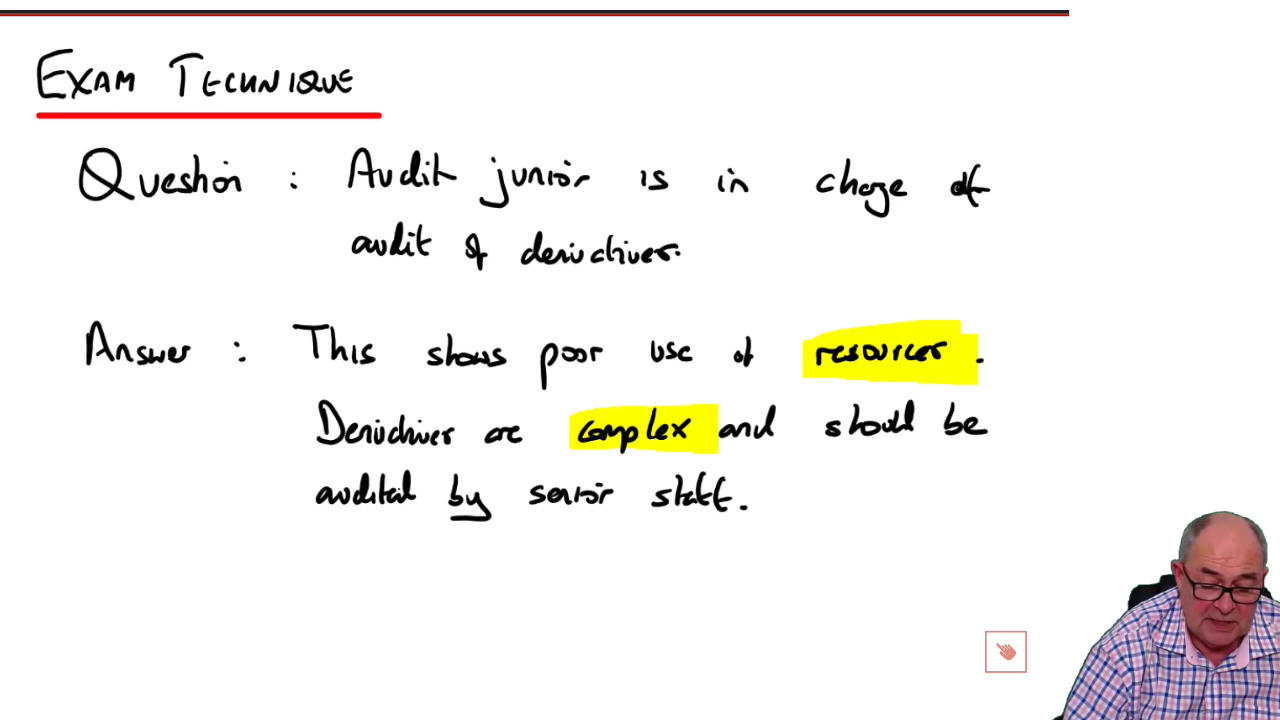 EXAM TECHNIQUE
Question : Audit junior is in charge of
audit of derivatives.
Answer : This shows poor use of resources.
Derivatives are complex and should be
audited by senior staff.